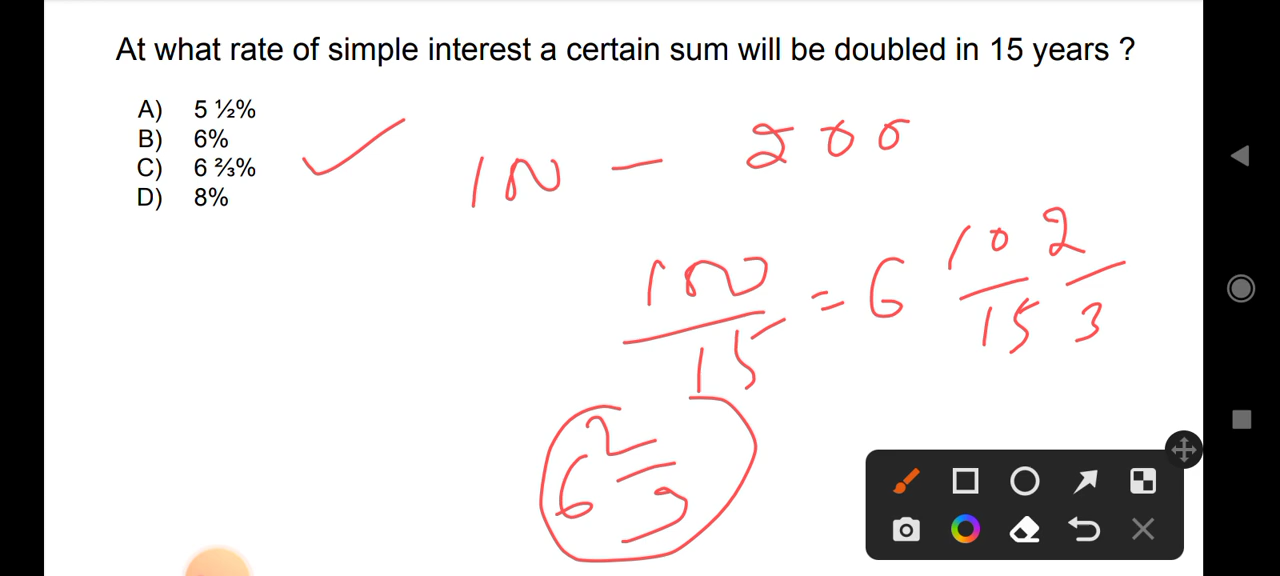 At what rate of simple interest a certain sum will be doubled in 15 years ?
A) 5 ½%
B) 6%
C) 6 ⅔%
D) 8%
100 — 200
100/15 = 6 10/15 2/3
6 2/3